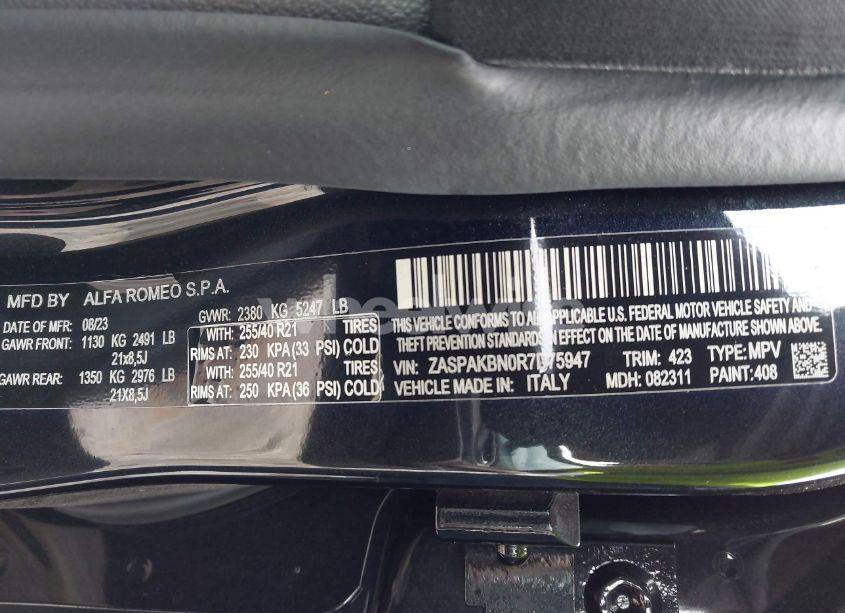 MFD BY ALFA ROMEO S.P.A.
DATE OF MFR: 08/23 GVWR: 2380 KG 5247 LB
GAWR FRONT: 1130 KG 2491 LB WITH: 255/40 R21 TIRES
21x8,5J RIMS AT: 230 KPA (33 PSI) COLD
GAWR REAR: 1350 KG 2976 LB WITH: 255/40 R21 TIRES
21X8,5J RIMS AT: 250 KPA (36 PSI) COLD
THIS VEHICLE CONFORMS TO ALL APPLICABLE U.S. FEDERAL MOTOR VEHICLE SAFETY AND
THEFT PREVENTION STANDARDS IN EFFECT ON THE DATE OF MANUFACTURE SHOWN ABOVE.
VIN: ZASPAKBN0R7D75947 TRIM: 423 TYPE: MPV
VEHICLE MADE IN: ITALY MDH: 082311 PAINT:408